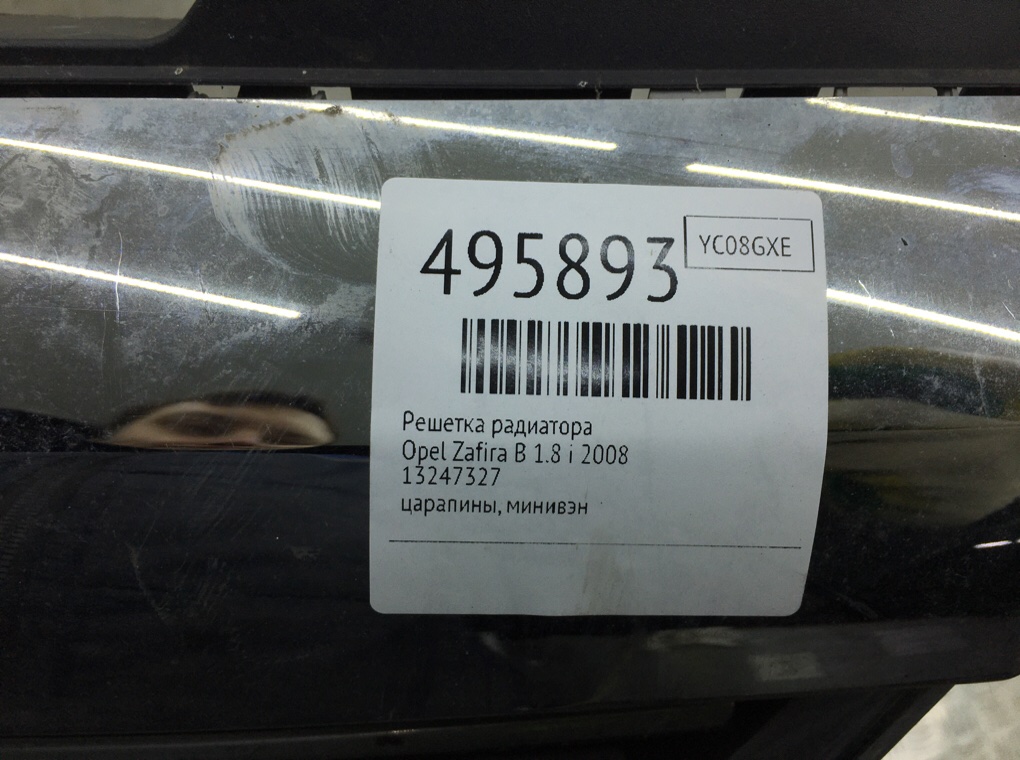 495893
YC08GXE
Решетка радиатора
Opel Zafira B 1.8 i 2008
13247327
царапины, минивэн